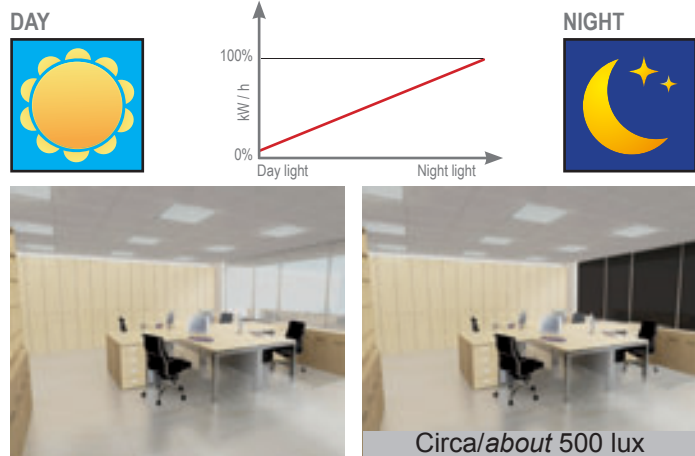 DAY
NIGHT
100%
kW / h
0%
Day light
Night light
Circa/about 500 lux